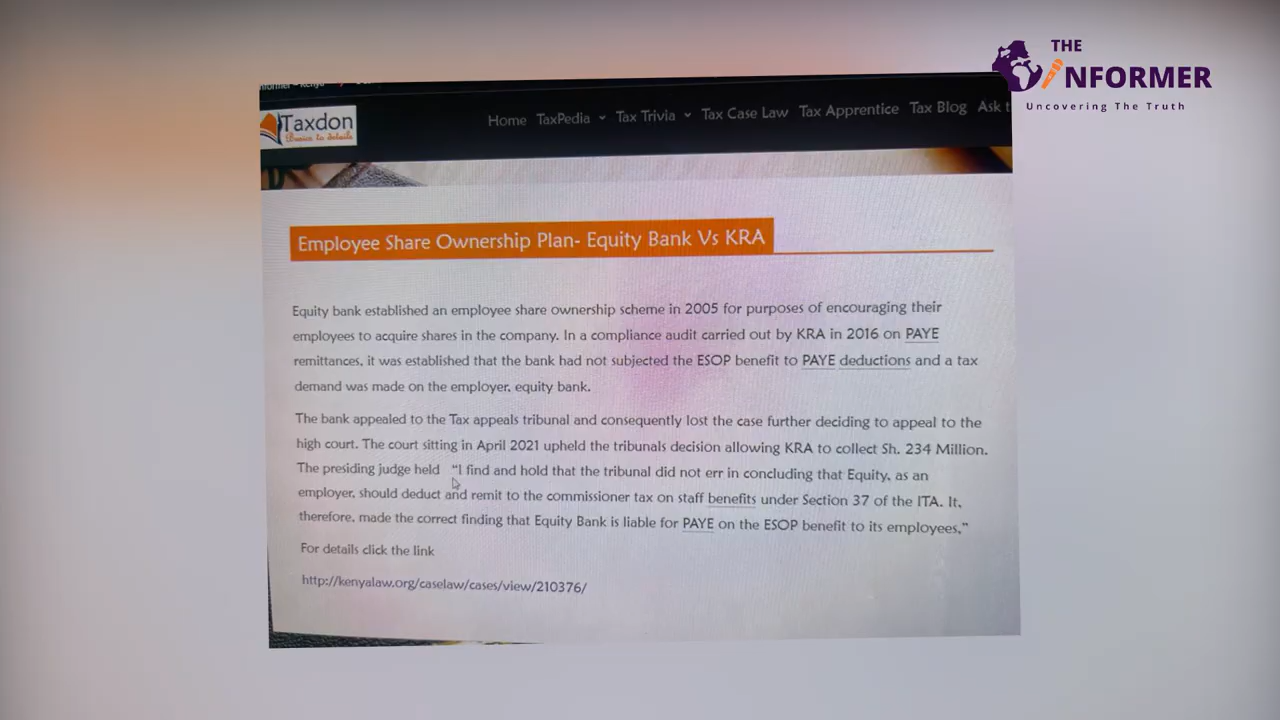 THE
INFORMER
Uncovering The Truth
Taxdon
Basics to details
Home TaxPedia Tax Trivia Tax Case Law Tax Apprentice Tax Blog Ask
Employee Share Ownership Plan- Equity Bank Vs KRA
Equity bank established an employee share ownership scheme in 2005 for purposes of encouraging their
employees to acquire shares in the company. In a compliance audit carried out by KRA in 2016 on PAYE
remittances, it was established that the bank had not subjected the ESOP benefit to PAYE deductions and a tax
demand was made on the employer, equity bank.
The bank appealed to the Tax appeals tribunal and consequently lost the case further deciding to appeal to the
high court. The court sitting in April 2021 upheld the tribunals decision allowing KRA to collect Sh. 234 Million.
The presiding judge held “I find and hold that the tribunal did not err in concluding that Equity, as an
employer, should deduct and remit to the commissioner tax on staff benefits under Section 37 of the ITA. It,
therefore, made the correct finding that Equity Bank is liable for PAYE on the ESOP benefit to its employees,”
For details click the link
http://kenyalaw.org/caselaw/cases/view/210376/